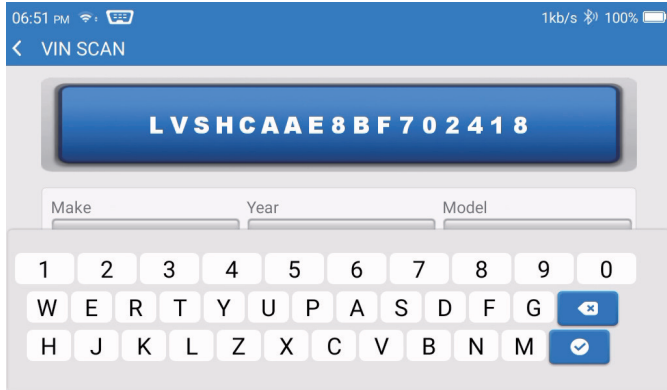 06:51 PM 1kb/s 100%
VIN SCAN
LVSHCAAE8BF702418
Make Year Model
1 2 3 4 5 6 7 8 9 0
W E R T Y U P A S D F G
H J K L Z X C V B N M